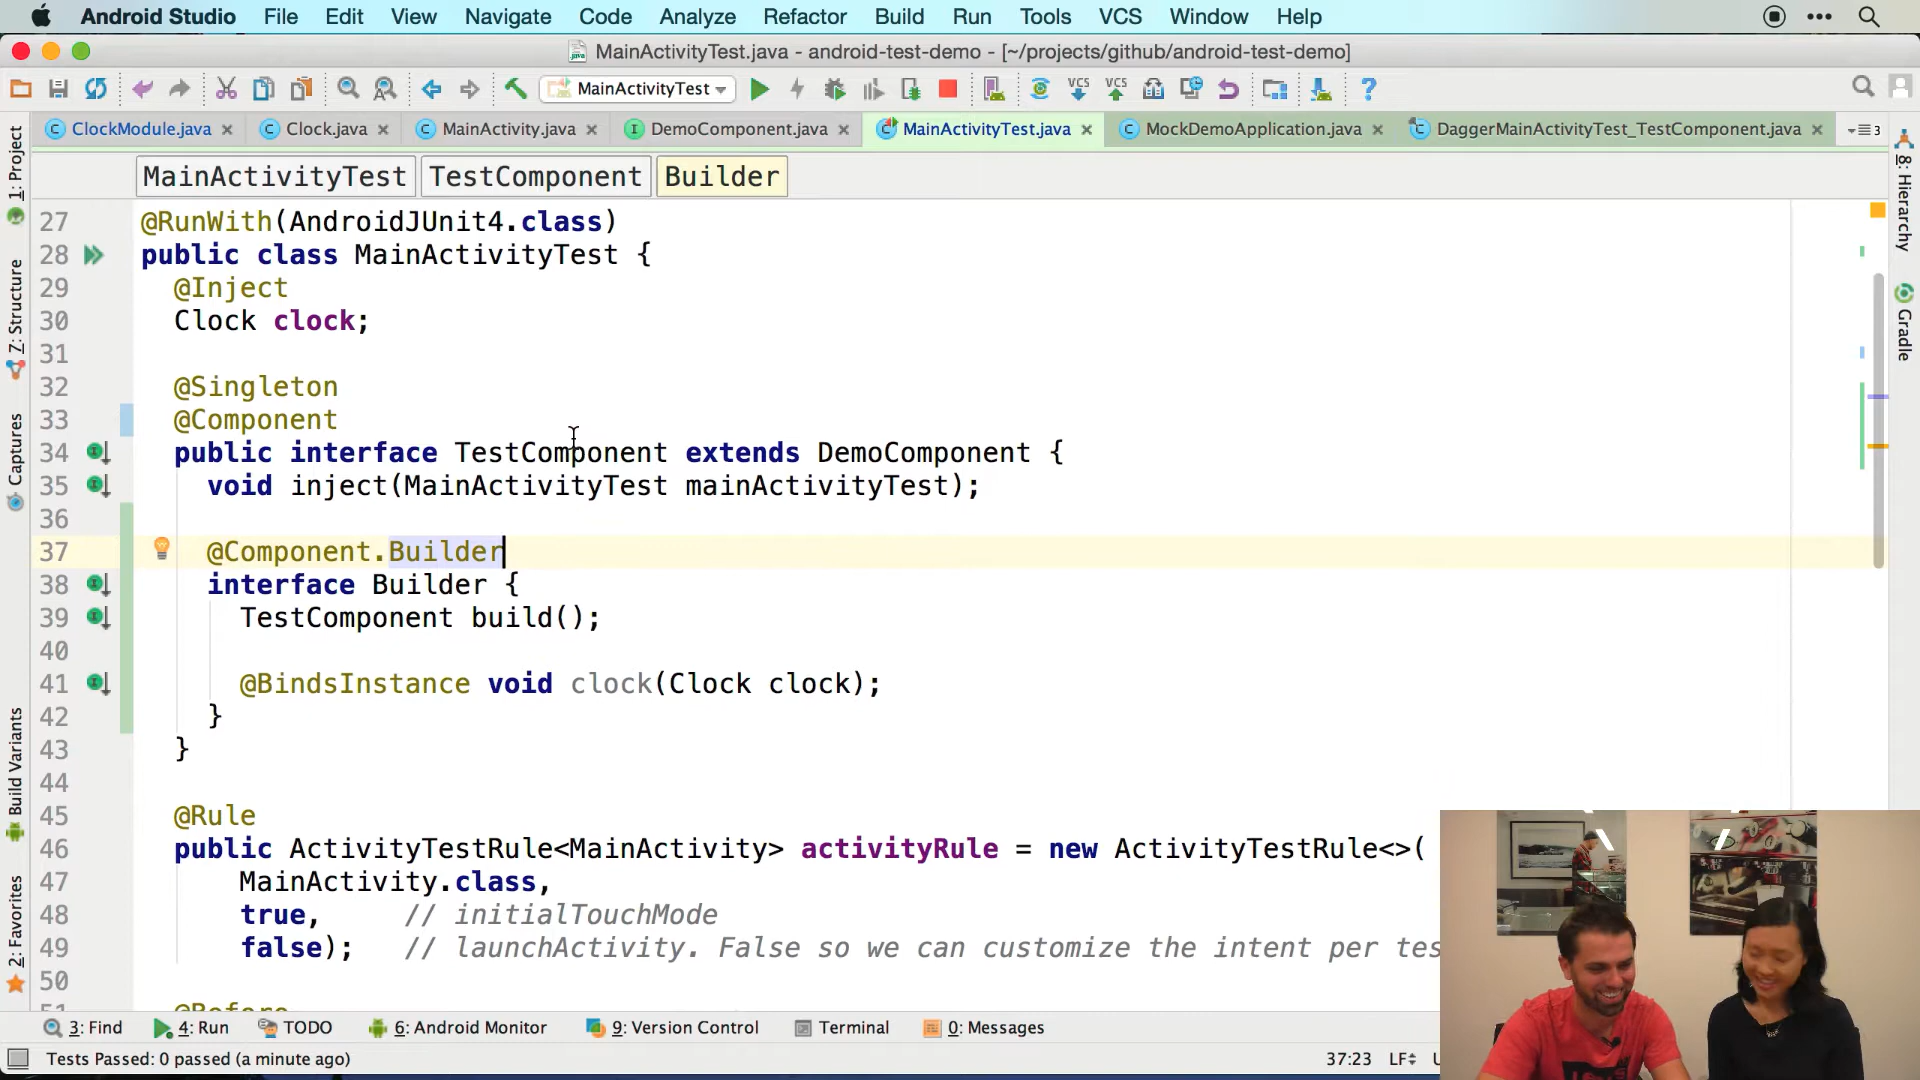 Android Studio File Edit View Navigate Code Analyze Refactor Build Run Tools VCS Window Help
MainActivityTest.java - android-test-demo - [~/projects/github/android-test-demo]
MainActivityTest
VCS VCS
ClockModule.java Clock.java MainActivity.java DemoComponent.java MainActivityTest.java MockDemoApplication.java DaggerMainActivityTest_TestComponent.java 3
MainActivityTest TestComponent Builder
1: Project
Z: Structure
Captures
Build Variants
2: Favorites
27 @RunWith(AndroidJUnit4.class)
28 public class MainActivityTest {
29 @Inject
30 Clock clock;
31
32 @Singleton
33 @Component
34 public interface TestComponent extends DemoComponent {
35 void inject(MainActivityTest mainActivityTest);
36
37 @Component.Builder
38 interface Builder {
39 TestComponent build();
40
41 @BindsInstance void clock(Clock clock);
42 }
43 }
44
45 @Rule
46 public ActivityTestRule<MainActivity> activityRule = new ActivityTestRule<>(
47 MainActivity.class,
48 true, // initialTouchMode
49 false); // launchActivity. False so we can customize the intent per tes
50
51 @Before
8: Hierarchy
Gradle
3: Find 4: Run TODO 6: Android Monitor 9: Version Control Terminal 0: Messages
Tests Passed: 0 passed (a minute ago) 37:23 LF